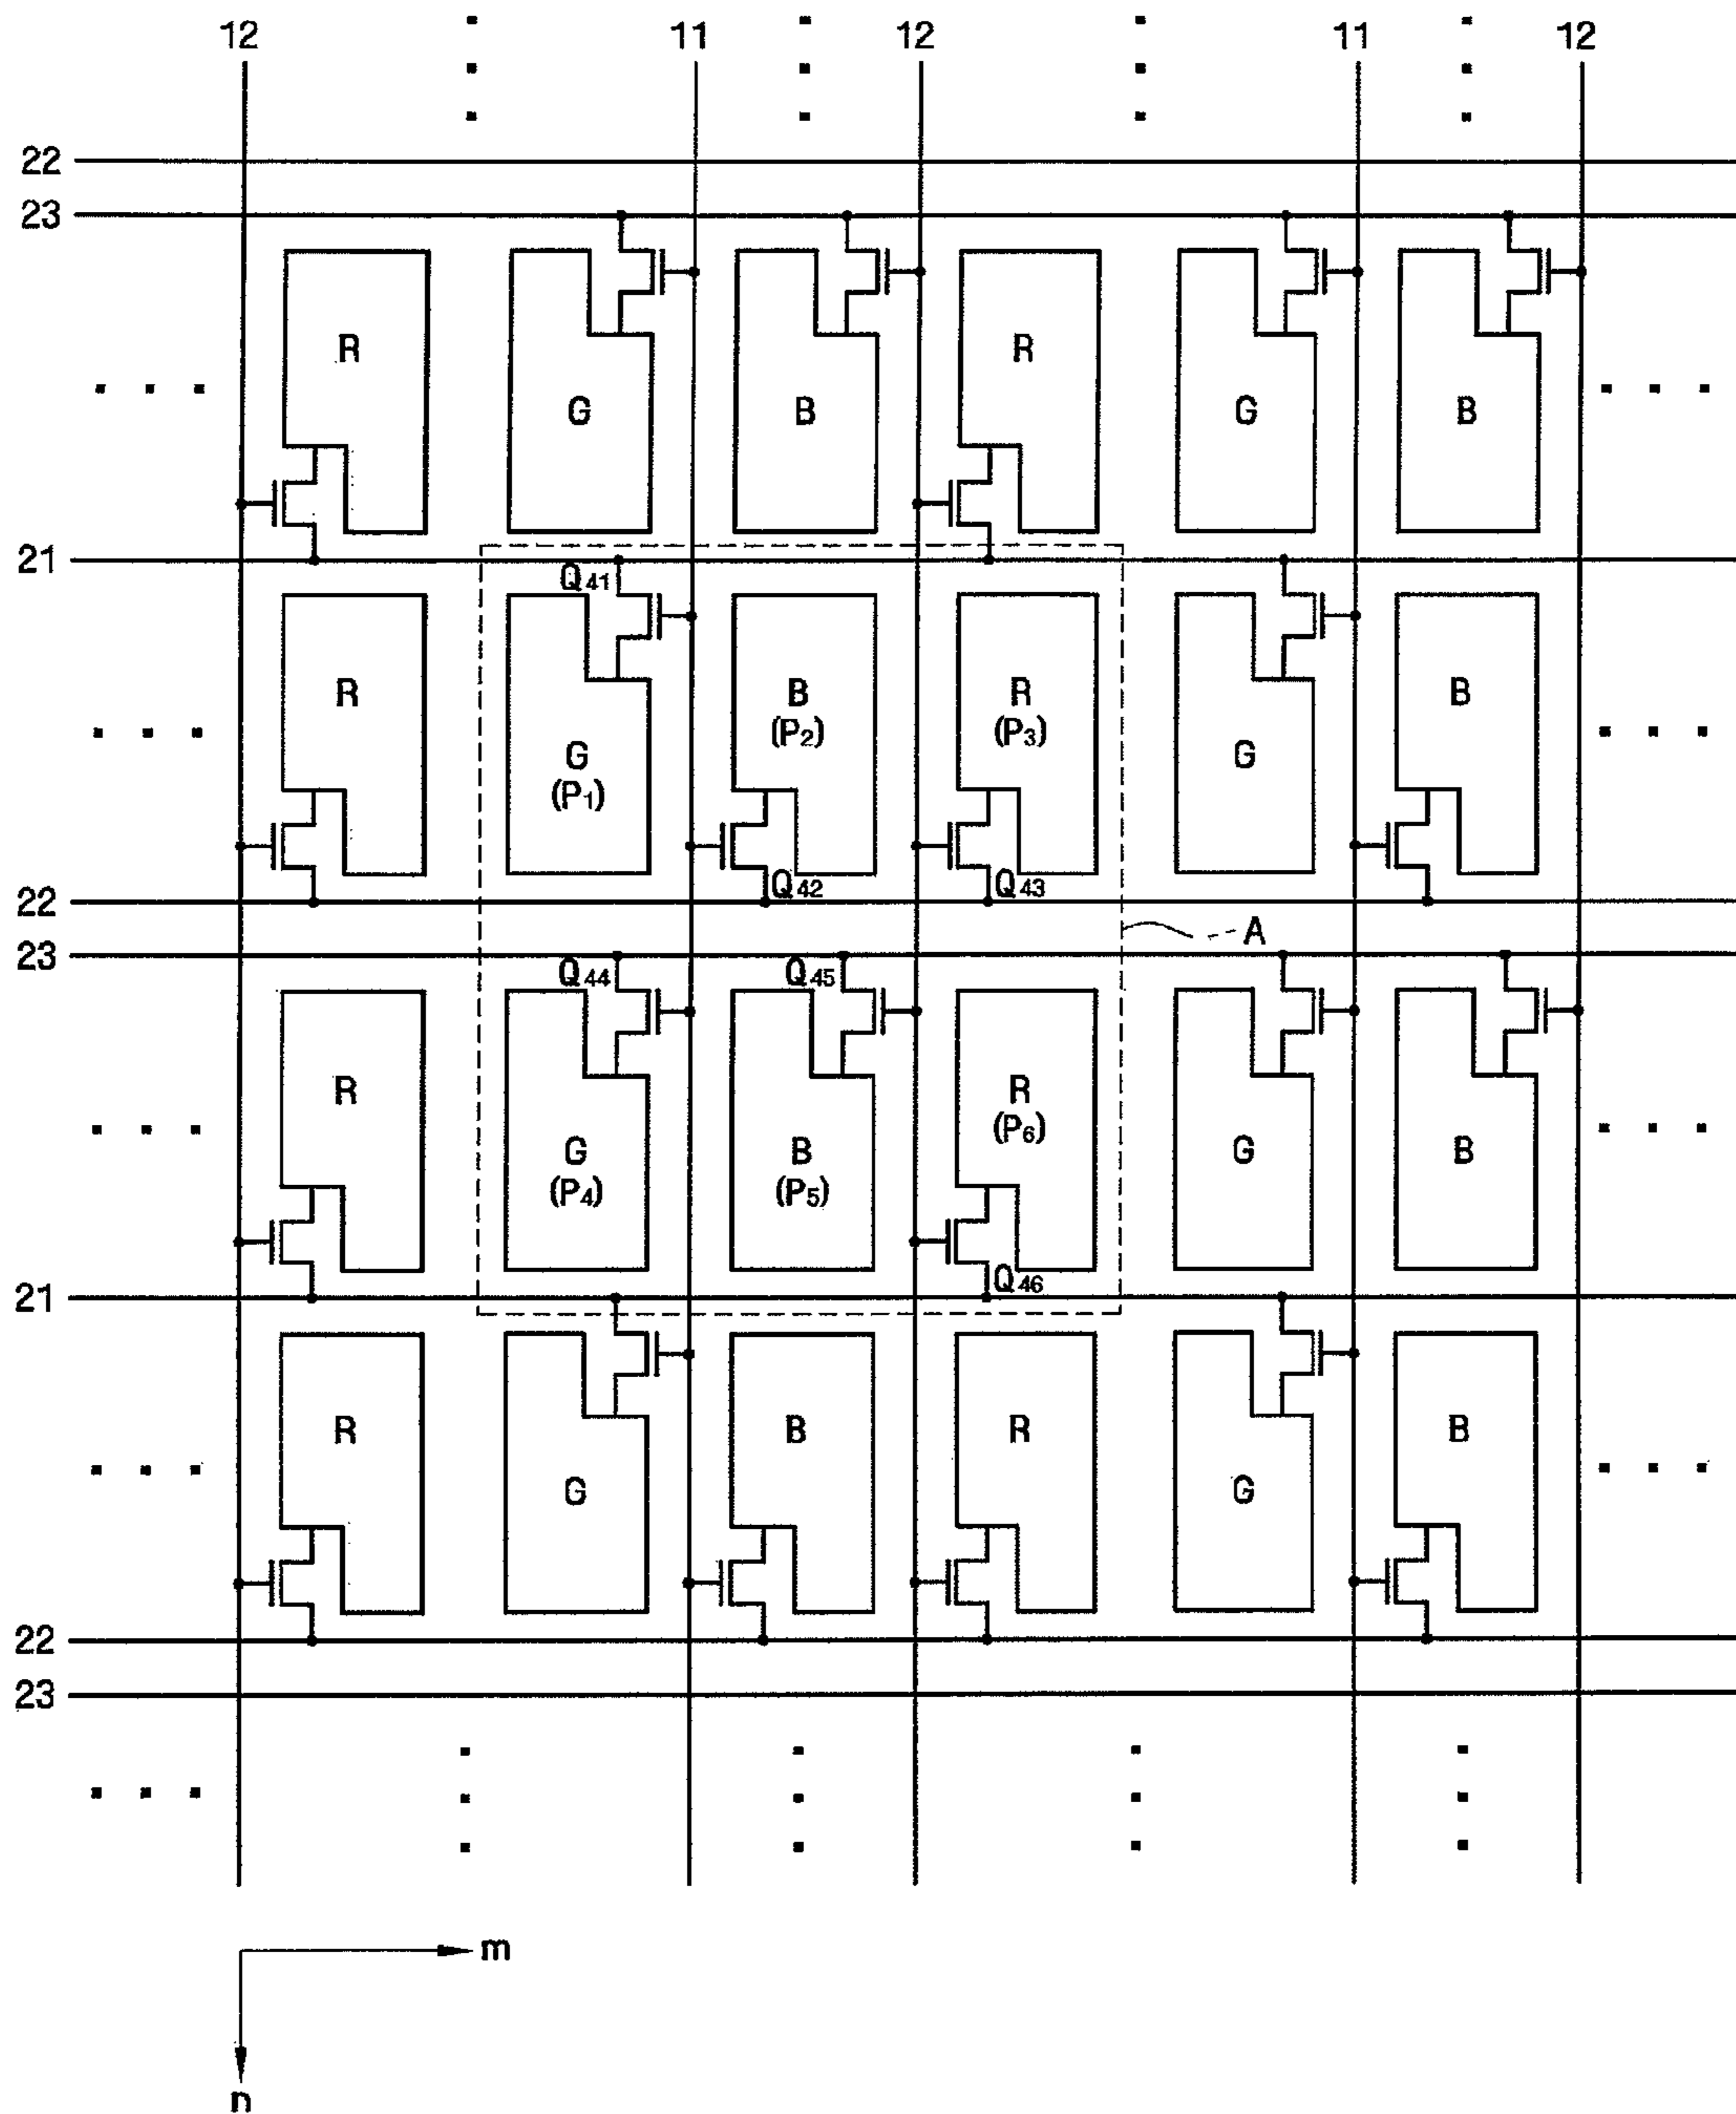 12 11 12 11 12
22
23
R R
G B G B
21
Q41
R B R B
(P2) (P3)
G G
(P1)
Q42 Q43
22
A
23
Q44 Q45
R R
(P6)
G B G B
(P4) (P5)
Q46
21
R B R B
G G
22
23
m
n